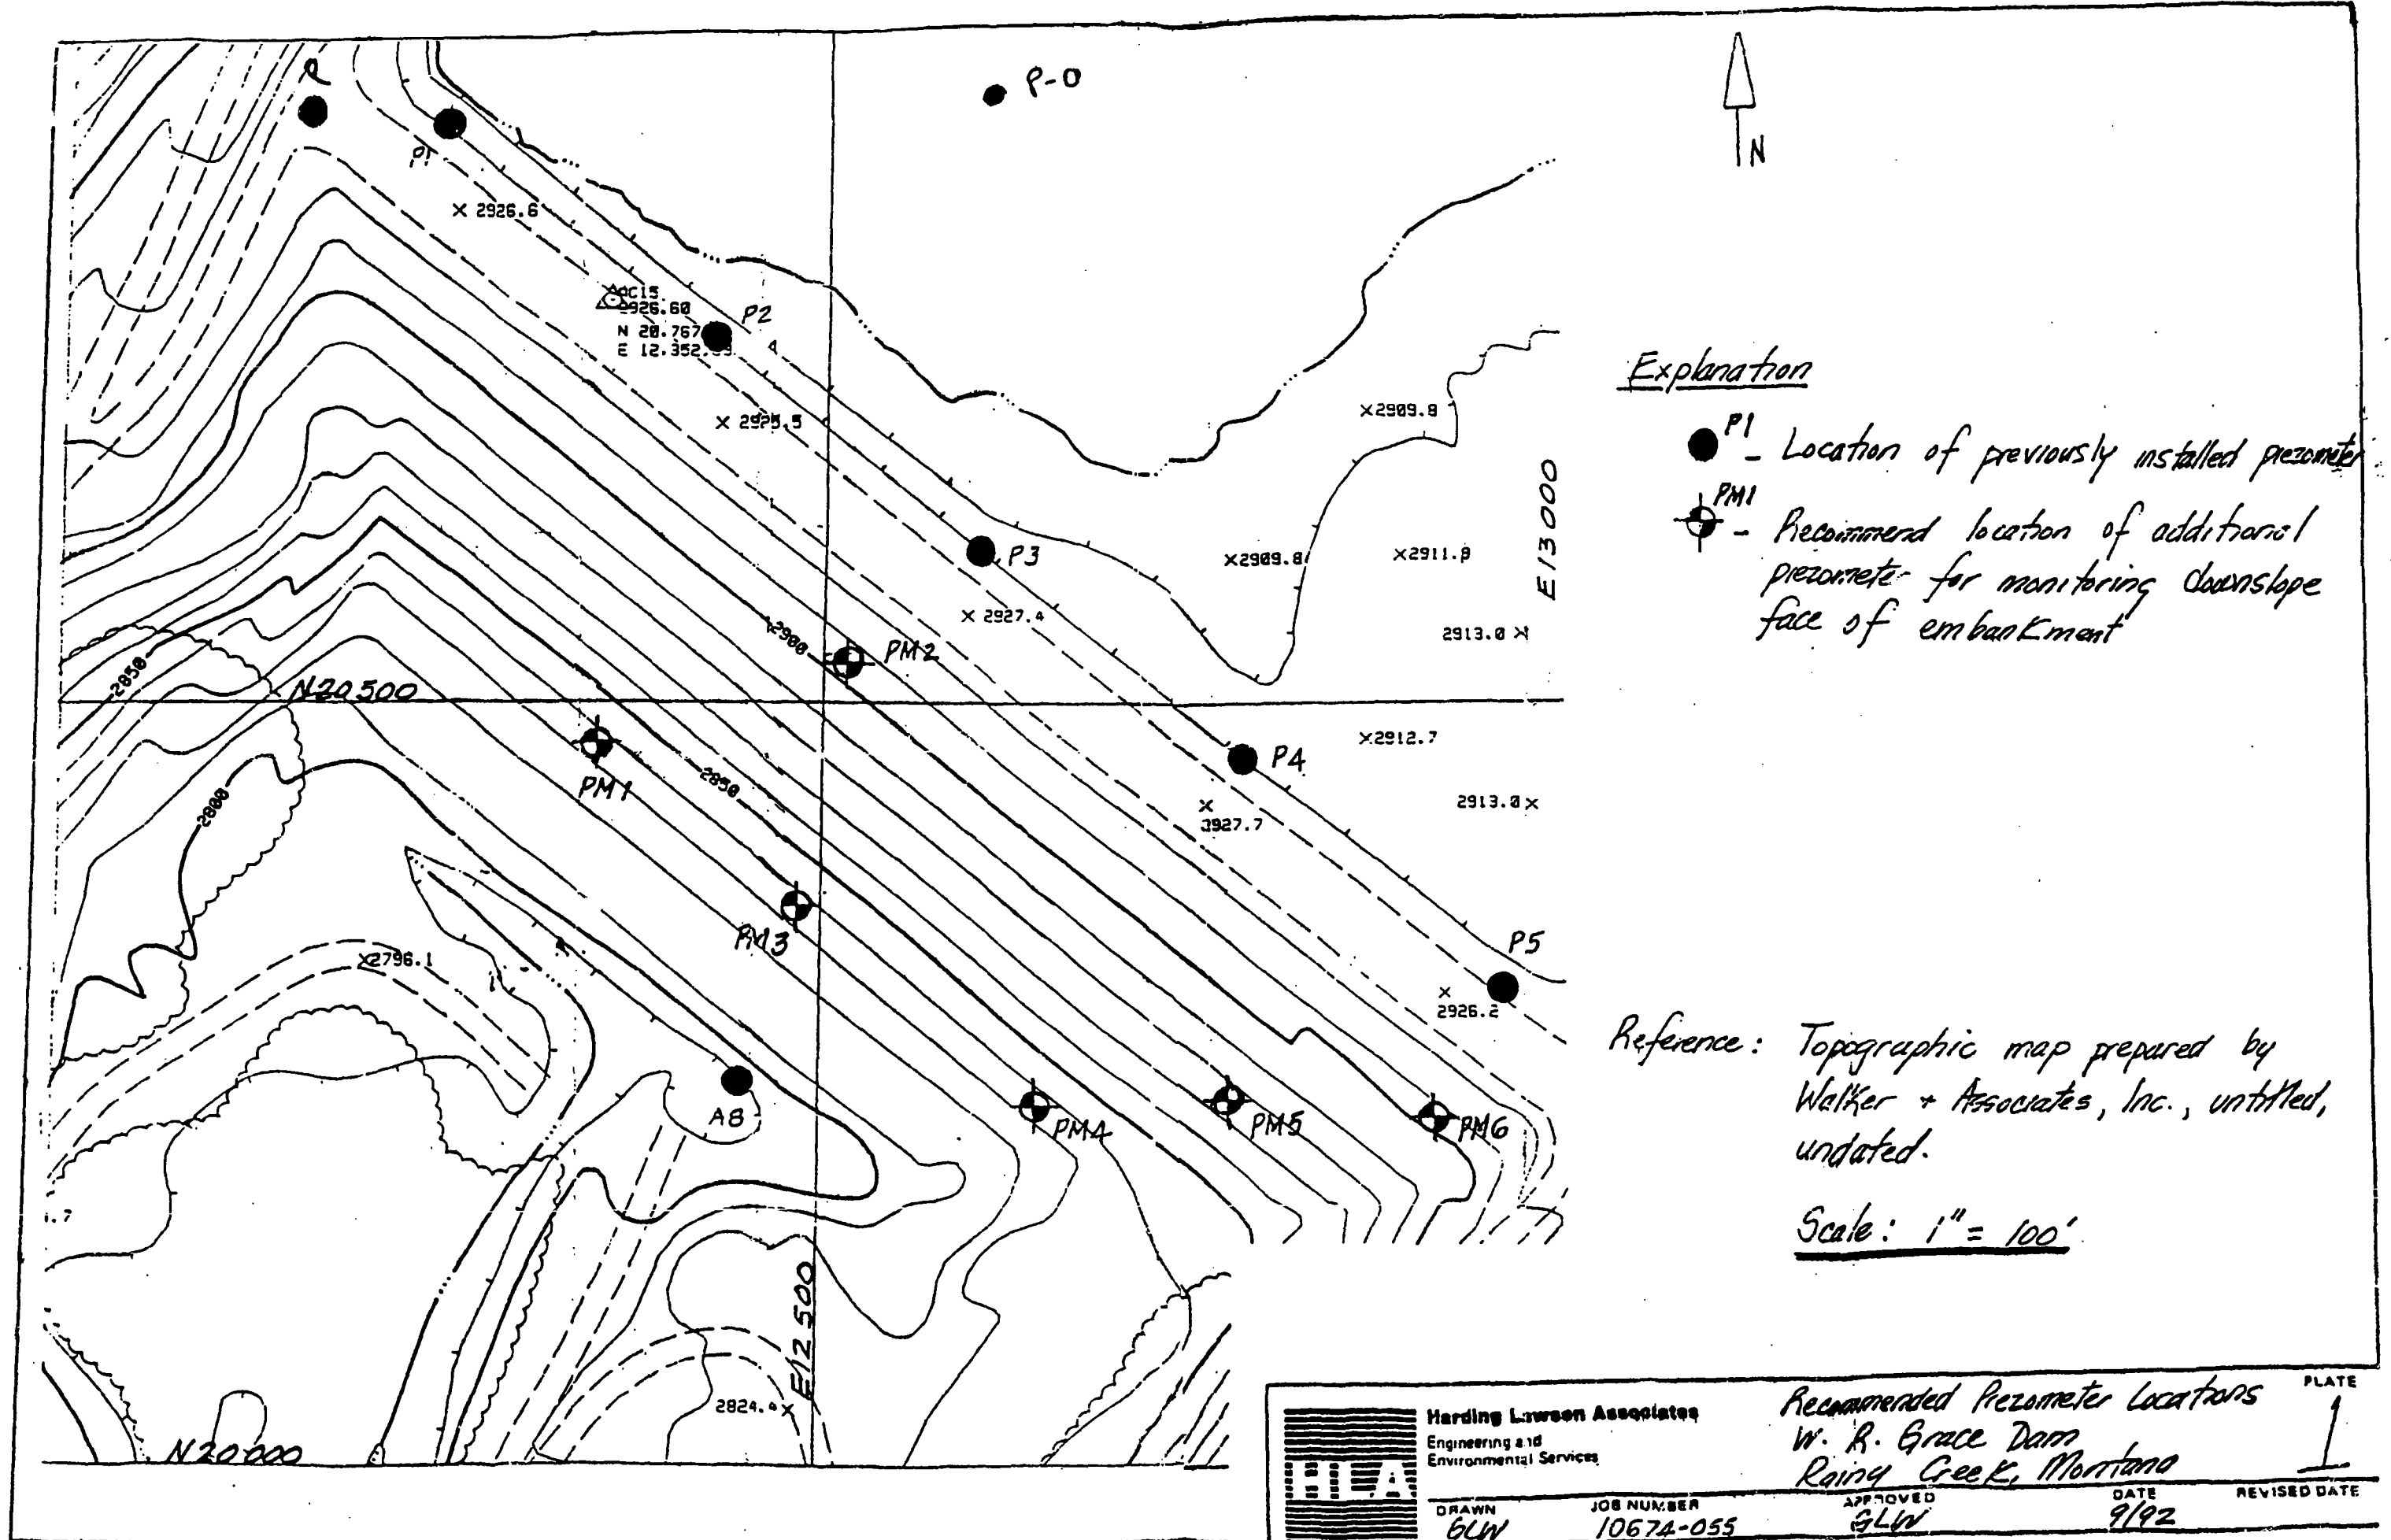 P
P-O
N
P1
× 2926.6
2926.60
N 20.767
E 12.352
P2
× 2925.5
×2909.8
E13000
Explanation
P1
- Location of previously installed piezometer
PM1
- Recommend location of additional
piezometer for monitoring downslope
face of embankment
P3
×2909.8
×2911.8
× 2927.4
2913.0 ×
2900
PM2
2850
N20500
PM1
2850
P4
×2912.7
2913.0 ×
×
3927.7
2800
PM3
P5
×2796.1
×
2926.2
Reference: Topographic map prepared by
Walker + Associates, Inc., untitled,
undated.
A8
PM4
PM5
PM6
Scale: 1" = 100'
E12500
2824.4×
N20000
Harding Lawson Associates
Engineering and
Environmental Services
HLA
Recommended Piezometer Locations
W. R. Grace Dam
Rainy Creek, Montana
PLATE
1
DRAWN
GLW
JOB NUMBER
10674-055
APPROVED
GLW
DATE
9/92
REVISED DATE